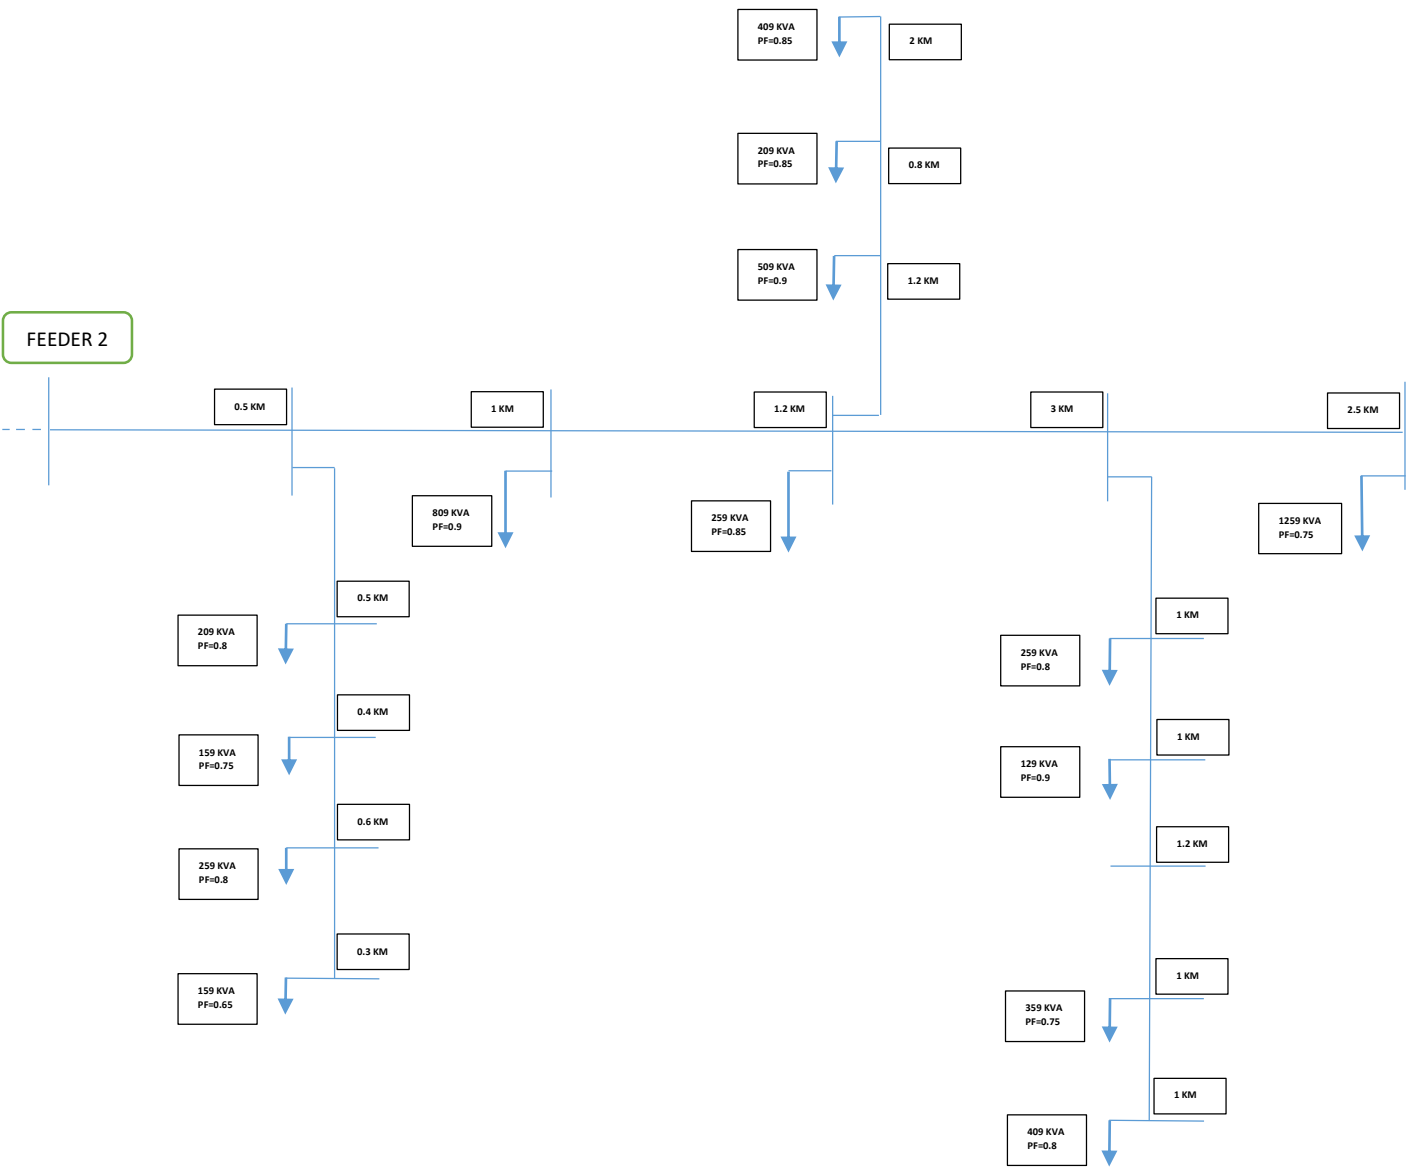 409 KVA
PF=0.85
2 KM
209 KVA
PF=0.85
0.8 KM
509 KVA
PF=0.9
1.2 KM
FEEDER 2
0.5 KM
1 KM
1.2 KM
3 KM
2.5 KM
809 KVA
PF=0.9
259 KVA
PF=0.85
1259 KVA
PF=0.75
0.5 KM
209 KVA
PF=0.8
0.4 KM
159 KVA
PF=0.75
0.6 KM
259 KVA
PF=0.8
0.3 KM
159 KVA
PF=0.65
1 KM
259 KVA
PF=0.8
1 KM
129 KVA
PF=0.9
1.2 KM
1 KM
359 KVA
PF=0.75
1 KM
409 KVA
PF=0.8